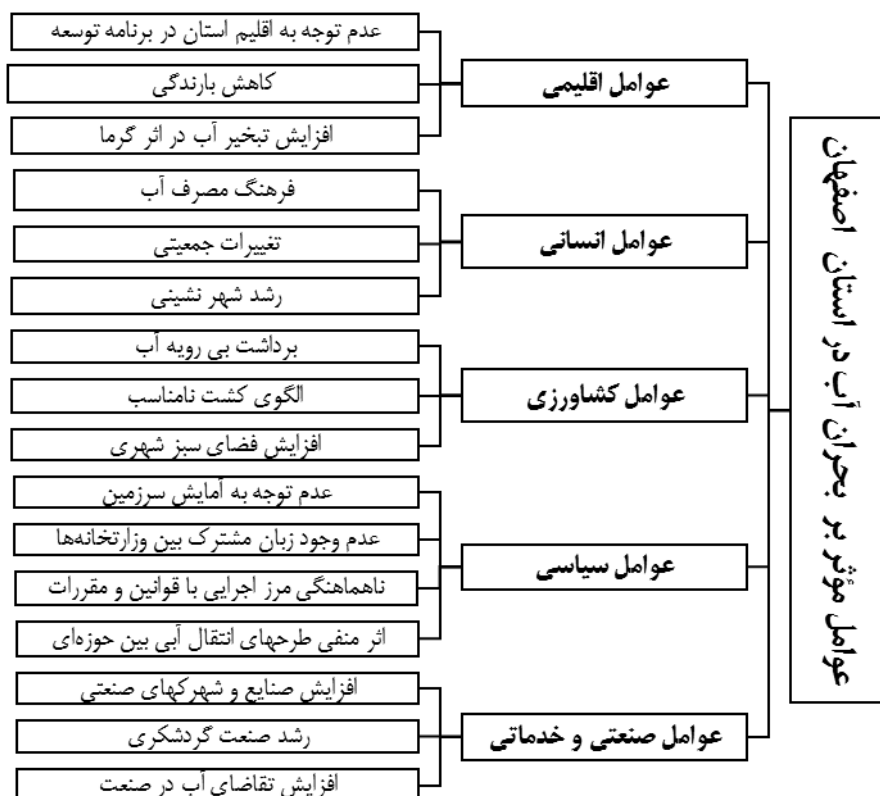 عوامل مؤثر بر بحران آب در استان اصفهان
عوامل اقلیمی
عدم توجه به اقلیم استان در برنامه توسعه
کاهش بارندگی
افزایش تبخیر آب در اثر گرما
عوامل انسانی
فرهنگ مصرف آب
تغییرات جمعیتی
رشد شهر نشینی
عوامل کشاورزی
برداشت بی رویه آب
الگوی کشت نامناسب
افزایش فضای سبز شهری
عوامل سیاسی
عدم توجه به آمایش سرزمین
عدم وجود زبان مشترک بین وزارتخانه‌ها
ناهماهنگی مرز اجرایی با قوانین و مقررات
اثر منفی طرحهای انتقال آبی بین حوزه‌ای
عوامل صنعتی و خدماتی
افزایش صنایع و شهرکهای صنعتی
رشد صنعت گردشگری
افزایش تقاضای آب در صنعت